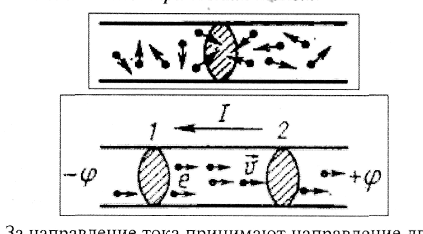 I
1 2
−φ e v⃗ +φ
За направление тока принимают направление